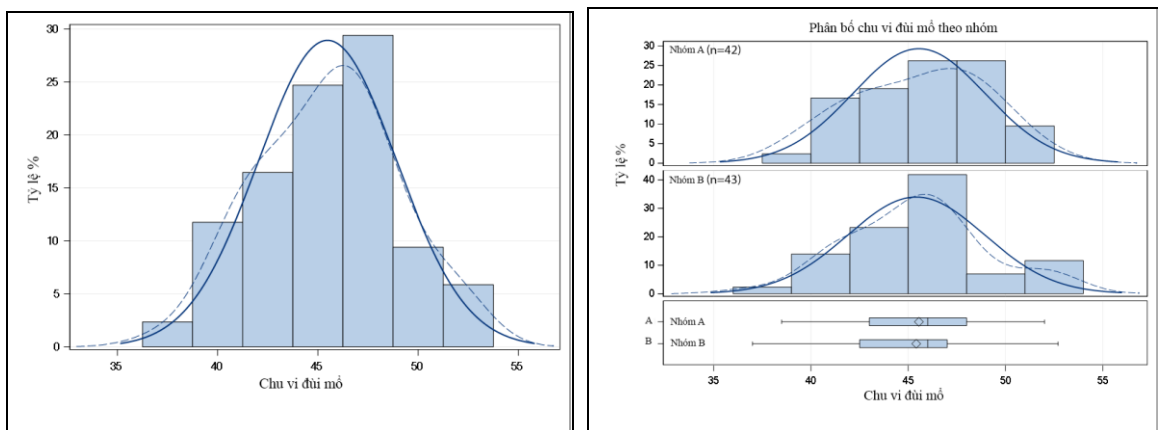 30
25
20
15
10
5
0
Tỷ lệ %
35 40 45 50 55
Chu vi đùi mổ
Phân bố chu vi đùi mổ theo nhóm
Nhóm A (n=42)
30
25
20
15
10
5
0
Tỷ lệ %
Nhóm B (n=43)
40
30
20
10
0
A Nhóm A
B Nhóm B
35 40 45 50 55
Chu vi đùi mổ